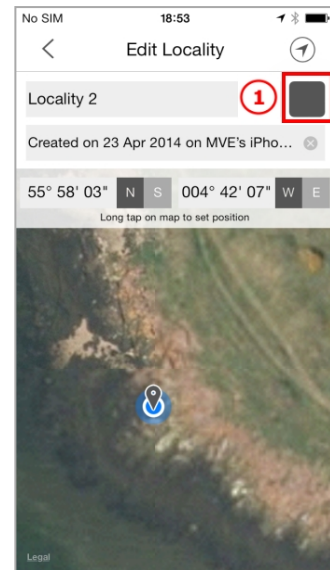 No SIM 18:53
Edit Locality
Locality 2 1
Created on 23 Apr 2014 on MVE's iPho...
55° 58' 03" N S 004° 42' 07" W E
Long tap on map to set position
Legal